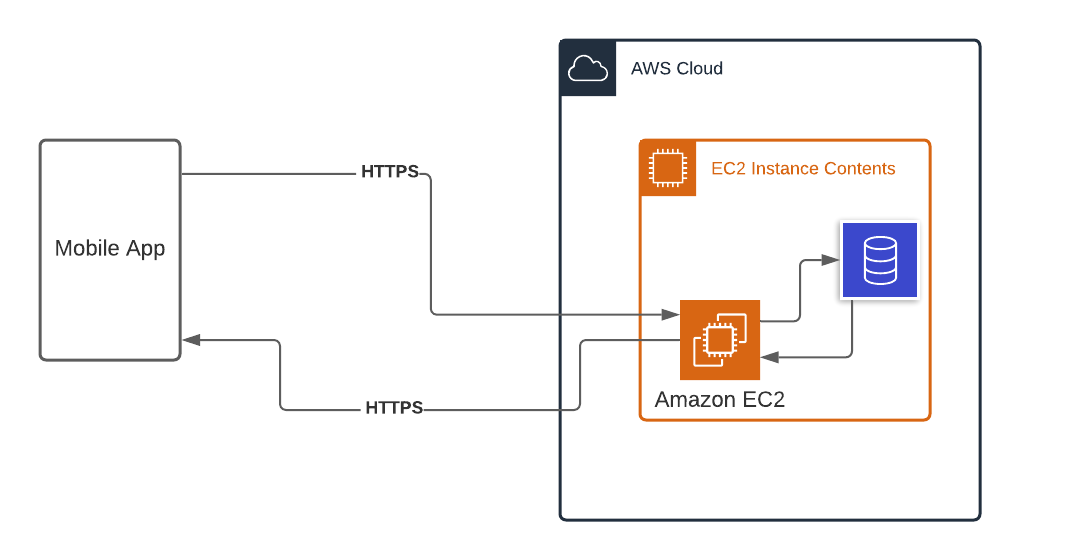 AWS Cloud
EC2 Instance Contents
HTTPS
Mobile App
Amazon EC2
HTTPS